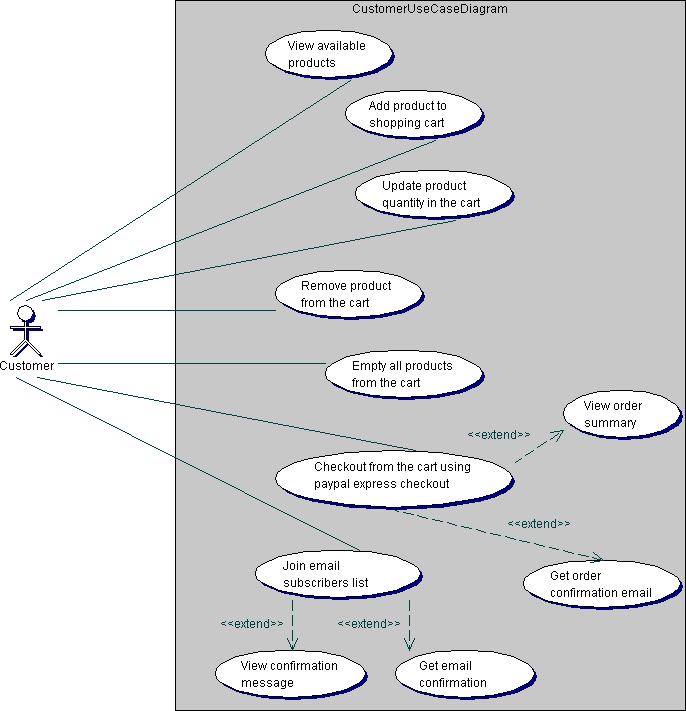 CustomerUseCaseDiagram
View available
products
Add product to
shopping cart
Update product
quantity in the cart
Remove product
from the cart
Customer
Empty all products
from the cart
View order
summary
<<extend>>
Checkout from the cart using
paypal express checkout
<<extend>>
Get order
confirmation email
Join email
subscribers list
<<extend>>
<<extend>>
View confirmation
message
Get email
confirmation